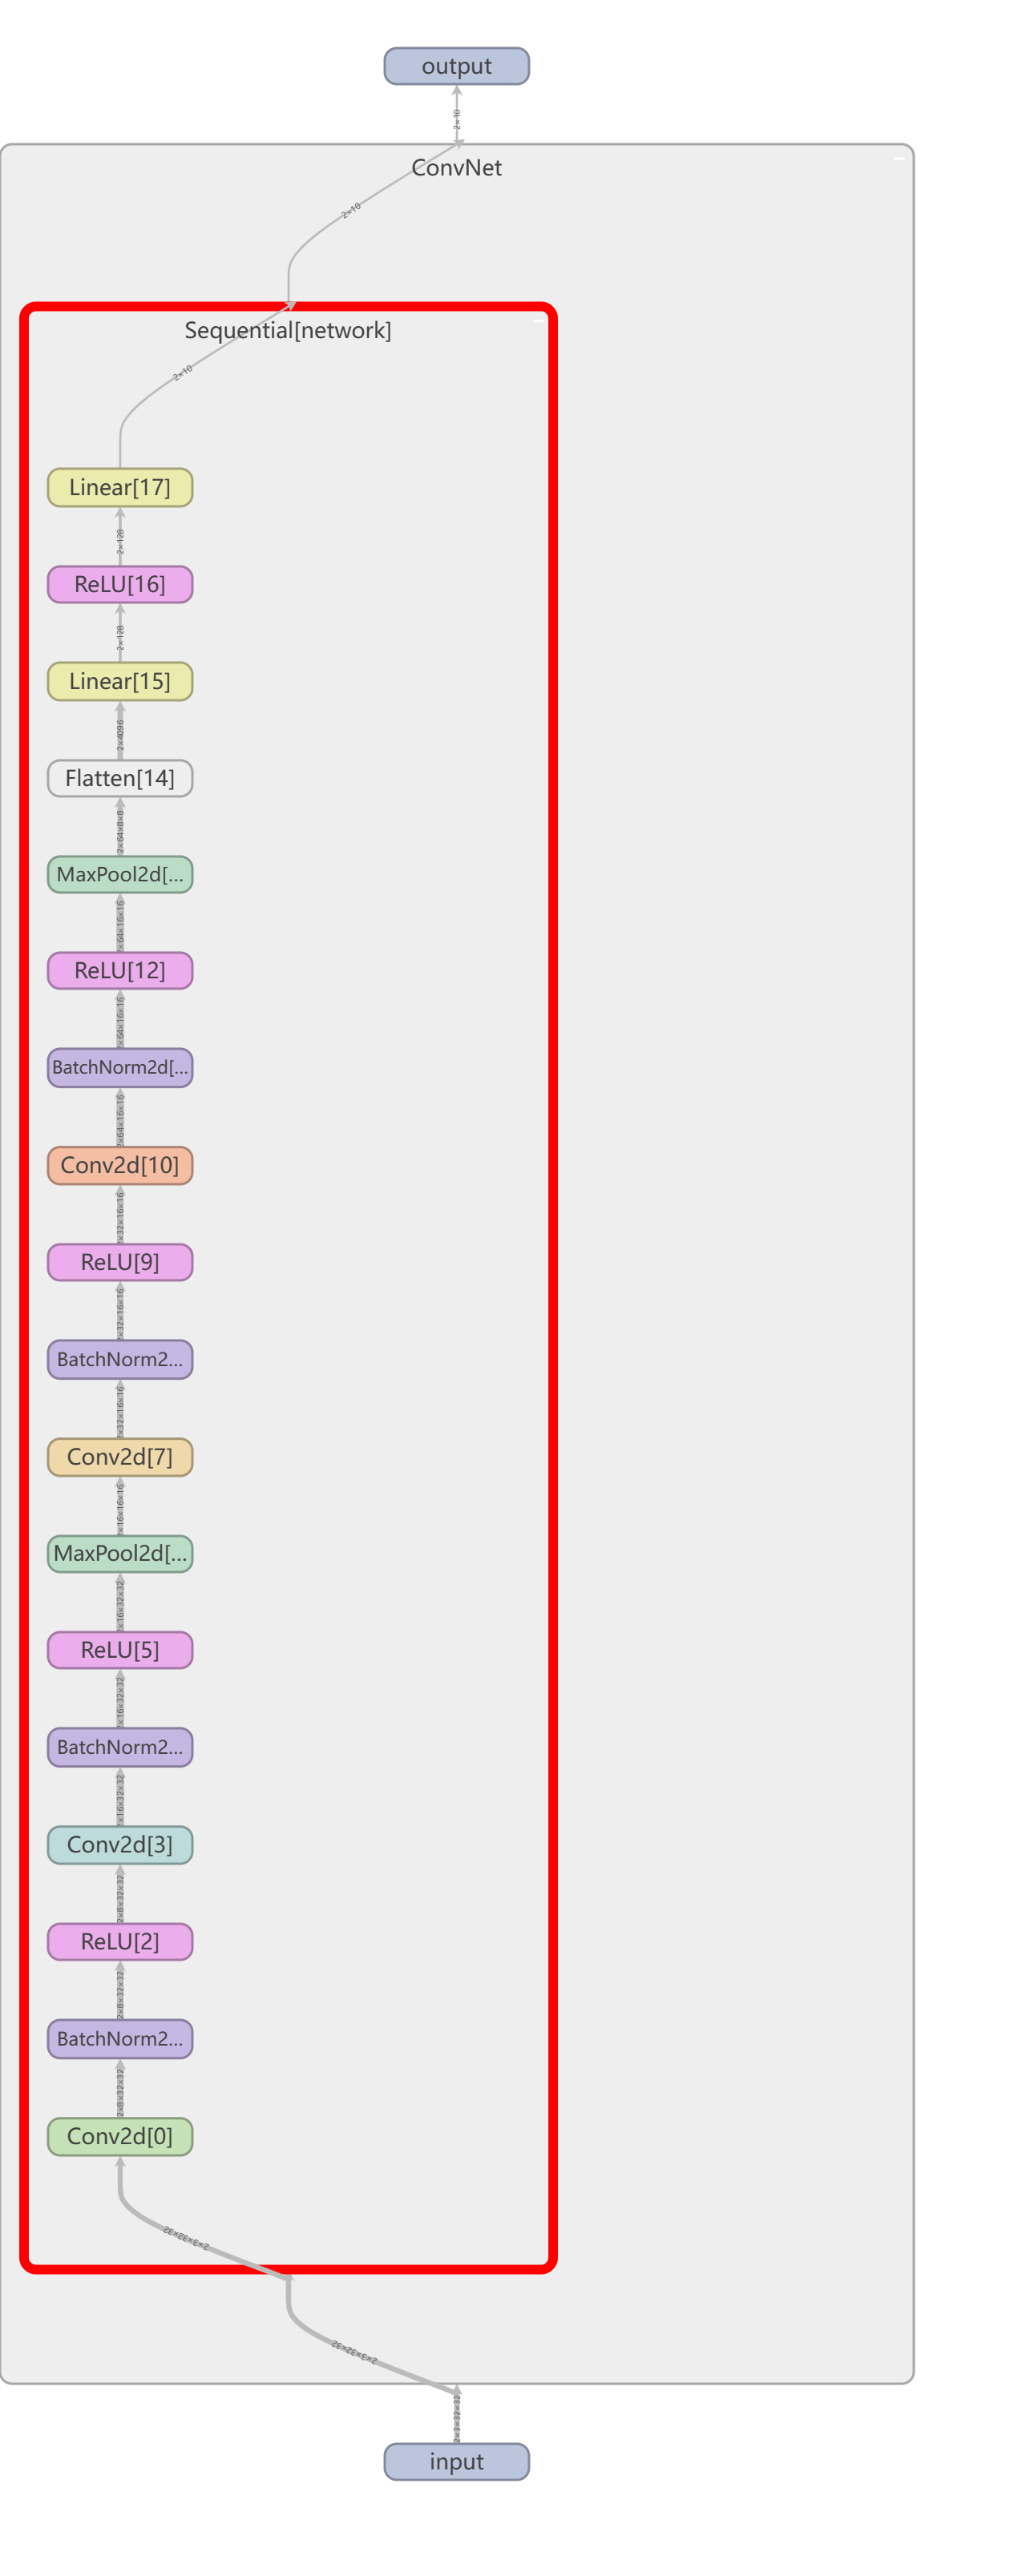 output
2×10
ConvNet
2×10
Sequential[network]
2×10
Linear[17]
2×128
ReLU[16]
2×128
Linear[15]
2×4096
Flatten[14]
2×64×8×8
MaxPool2d[...
2×64×16×16
ReLU[12]
2×64×16×16
BatchNorm2d[...
2×64×16×16
Conv2d[10]
2×32×16×16
ReLU[9]
2×32×16×16
BatchNorm2...
2×32×16×16
Conv2d[7]
2×16×16×16
MaxPool2d[...
2×16×32×32
ReLU[5]
2×16×32×32
BatchNorm2...
2×16×32×32
Conv2d[3]
2×8×32×32
ReLU[2]
2×8×32×32
BatchNorm2...
2×8×32×32
Conv2d[0]
2×3×32×32
2×3×32×32
2×3×32×32
input